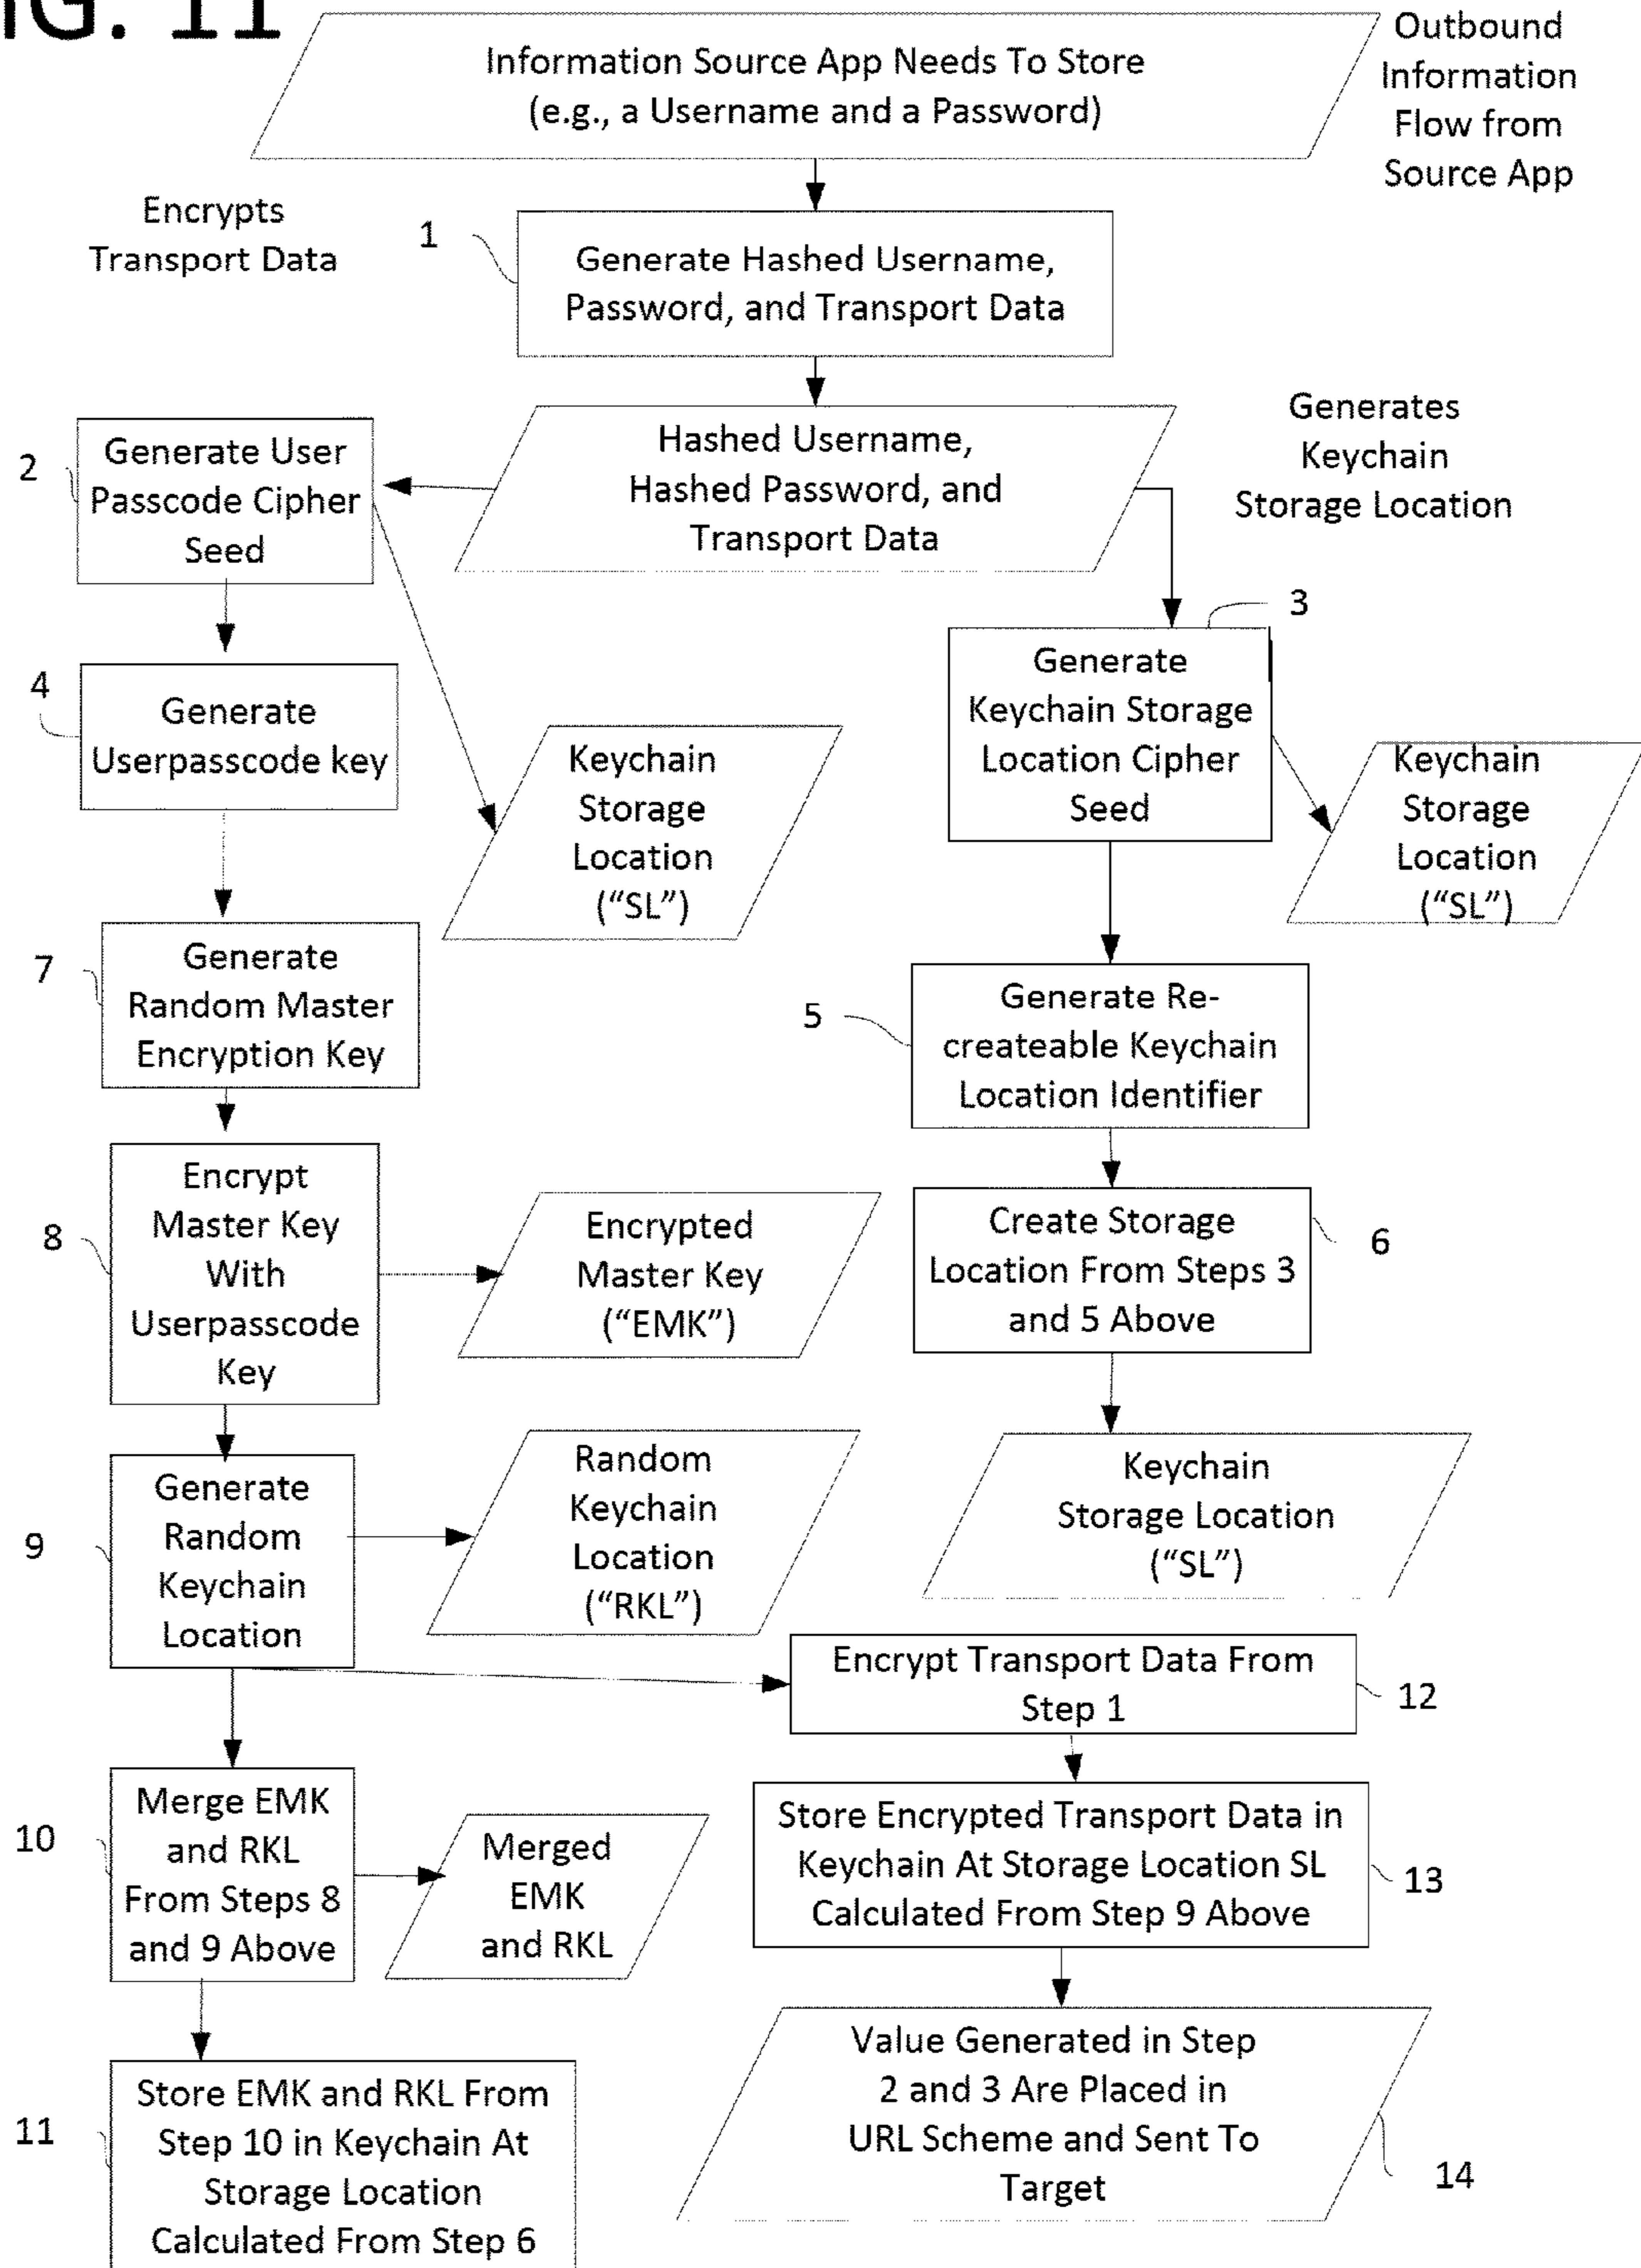 IG. 11
Information Source App Needs To Store
(e.g., a Username and a Password)
Outbound
Information
Flow from
Source App
Encrypts
Transport Data
1
Generate Hashed Username,
Password, and Transport Data
Hashed Username,
Hashed Password, and
Transport Data
Generates
Keychain
Storage Location
2
Generate User
Passcode Cipher
Seed
3
Generate
Keychain Storage
Location Cipher
Seed
4
Generate
Userpasscode key
Keychain
Storage
Location
(“SL”)
Keychain
Storage
Location
(“SL”)
7
Generate
Random Master
Encryption Key
5
Generate Re-
createable Keychain
Location Identifier
8
Encrypt
Master Key
With
Userpasscode
Key
Encrypted
Master Key
(“EMK”)
Create Storage
Location From Steps 3
and 5 Above
6
9
Generate
Random
Keychain
Location
Random
Keychain
Location
(“RKL”)
Keychain
Storage Location
(“SL”)
Encrypt Transport Data From
Step 1
12
10
Merge EMK
and RKL
From Steps 8
and 9 Above
Merged
EMK
and RKL
Store Encrypted Transport Data in
Keychain At Storage Location SL
Calculated From Step 9 Above
13
11
Store EMK and RKL From
Step 10 in Keychain At
Storage Location
Calculated From Step 6
Value Generated in Step
2 and 3 Are Placed in
URL Scheme and Sent To
Target
14